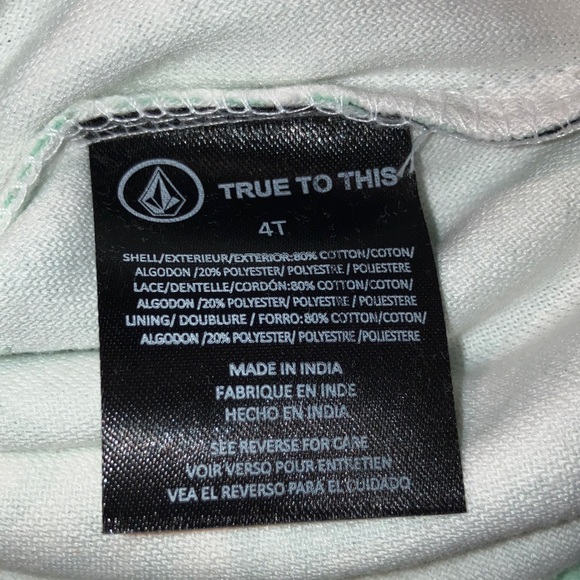 TRUE TO THIS
4T
SHELL/EXTERIEUR/EXTERIOR:80% COTTON/COTON/
ALGODON /20% POLYESTER/ POLYESTRE / POLIESTERE
LACE/DENTELLE/CORDÓN:80% COTTON/COTON/
ALGODON /20% POLYESTER/ POLYESTRE / POLIESTERE
LINING/ DOUBLURE / FORRO:80% COTTON/COTON/
ALGODON /20% POLYESTER/ POLYESTRE /POLIESTERE
MADE IN INDIA
FABRIQUE EN INDE
HECHO EN INDIA
SEE REVERSE FOR CARE
VOIR VERSO POUR ENTRETIEN
VEA EL REVERSO PARA EL CUIDADO